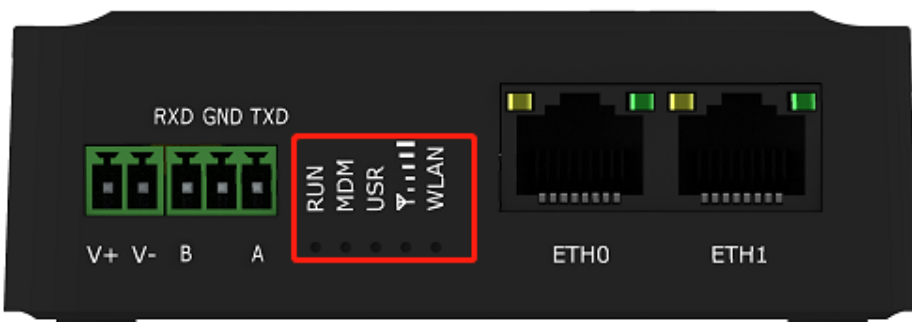 RXD GND TXD
RUN
MDM
USR
WLAN
V+ V- B A
ETH0 ETH1